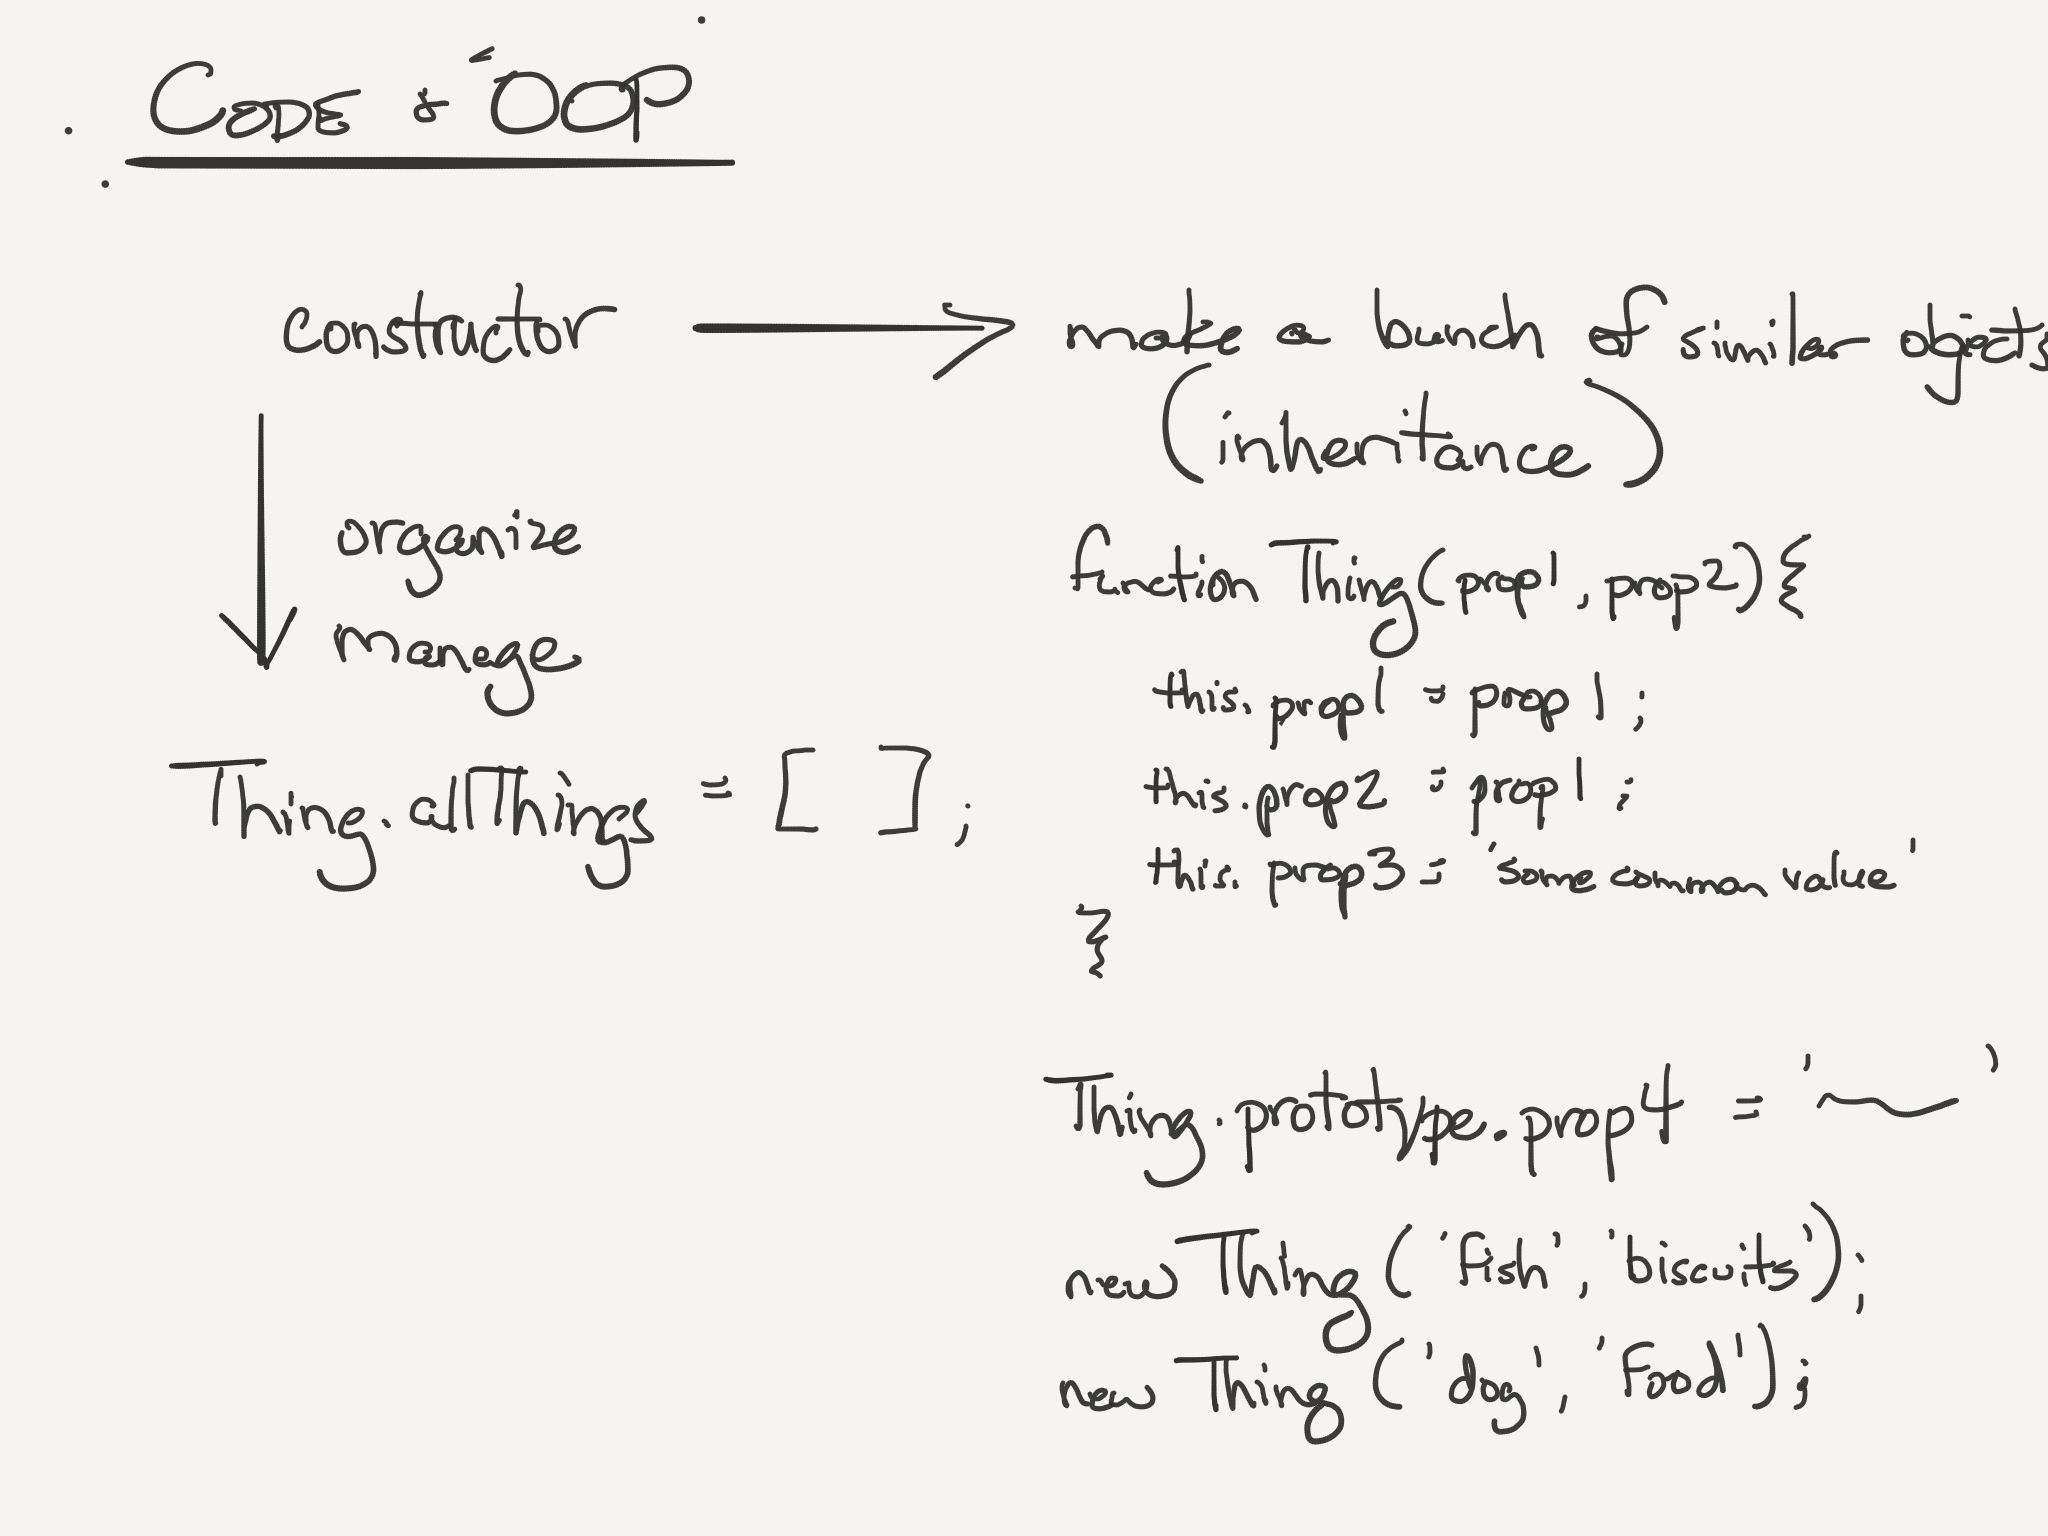 CODE & OOP
constructor
organize
manage
Thing.allThings = [ ];
make a bunch of similar objects
(inheritance)
function Thing(prop1, prop2) {
this.prop1 = prop1;
this.prop2 = prop1;
this.prop3 = 'some common value'
}
Thing.prototype.prop4 = ' '
new Thing ('fish', 'biscuits');
new Thing ('dog', 'food');